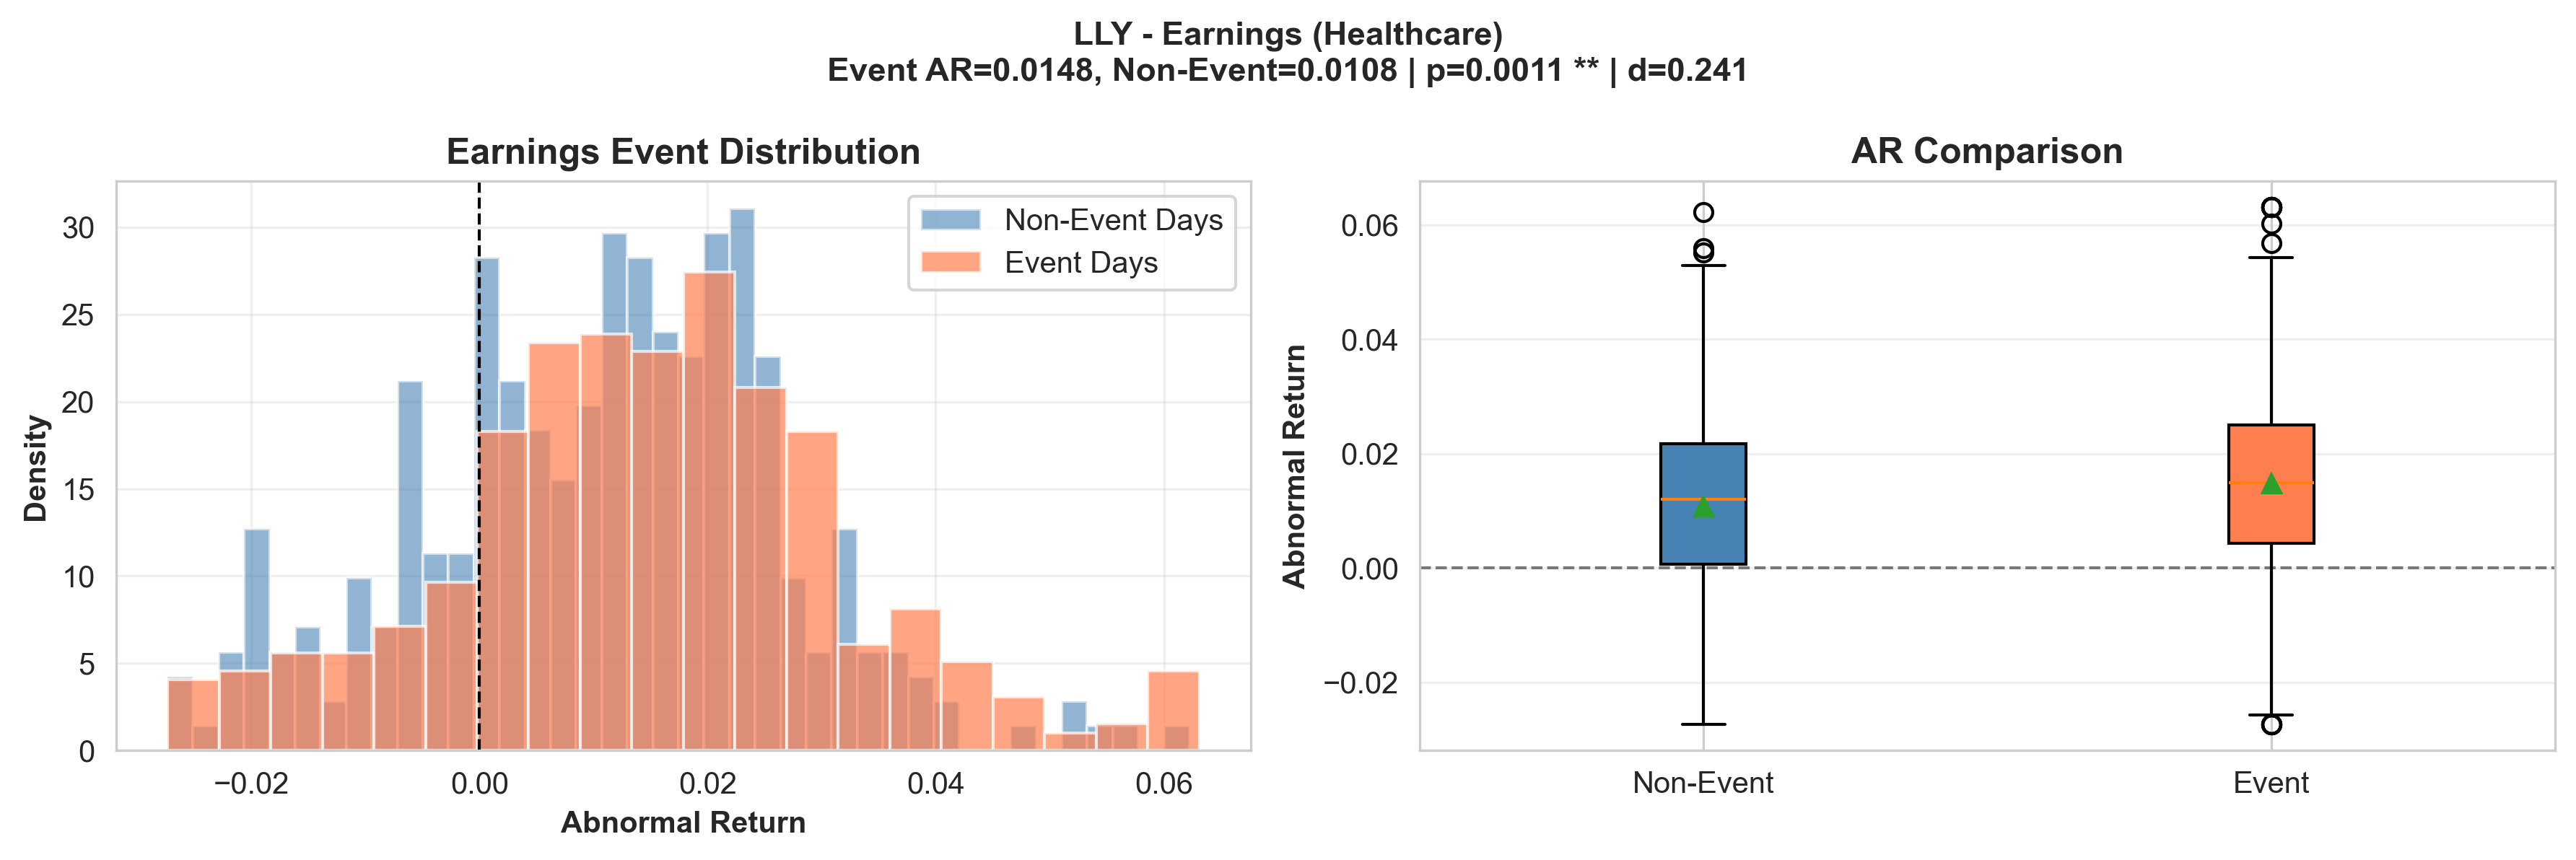 LLY - Earnings (Healthcare)
Event AR=0.0148, Non-Event=0.0108 | p=0.0011 ** | d=0.241
Earnings Event Distribution
Density
30
25
20
15
10
5
0
Non-Event Days
Event Days
−0.02
0.00
0.02
0.04
0.06
Abnormal Return
AR Comparison
Abnormal Return
0.06
0.04
0.02
0.00
−0.02
Non-Event
Event